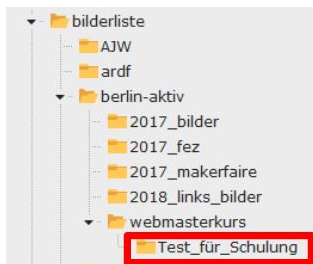 bilderliste
AJW
ardf
berlin-aktiv
2017_bilder
2017_fez
2017_makerfaire
2018_links_bilder
webmasterkurs
Test_für_Schulung